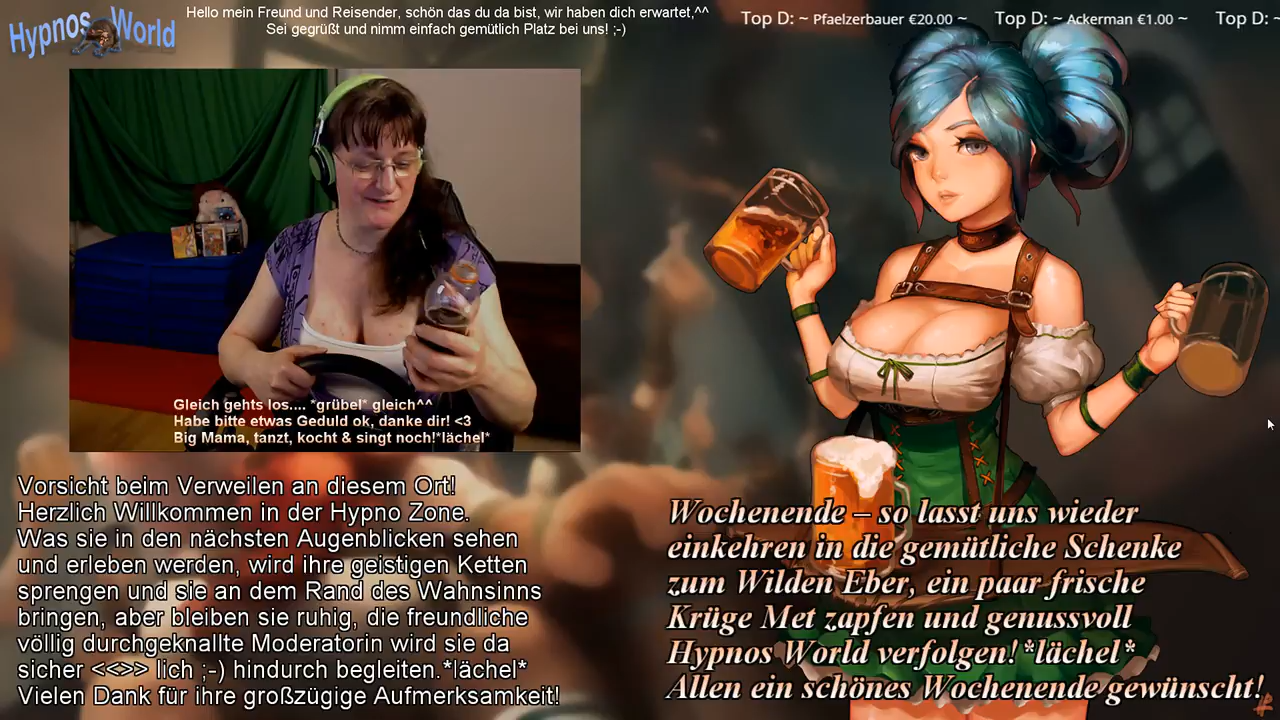 Hypnos World
Hello mein Freund und Reisender, schön das du da bist, wir haben dich erwartet,^^
Sei gegrüßt und nimm einfach gemütlich Platz bei uns! ;-)
Top D: ~ Pfaelzerbauer €20.00 ~ Top D: ~ Ackerman €1.00 ~ Top D: ~
Gleich gehts los.... *grübel* gleich^^
Habe bitte etwas Geduld ok, danke dir! <3
Big Mama, tanzt, kocht & singt noch!*lächel*
Vorsicht beim Verweilen an diesem Ort!
Herzlich Willkommen in der Hypno Zone.
Was sie in den nächsten Augenblicken sehen
und erleben werden, wird ihre geistigen Ketten
sprengen und sie an dem Rand des Wahnsinns
bringen, aber bleiben sie ruhig, die freundliche
völlig durchgeknallte Moderatorin wird sie da
sicher <<>> lich ;-) hindurch begleiten.*lächel*
Vielen Dank für ihre großzügige Aufmerksamkeit!
Wochenende – so lasst uns wieder
einkehren in die gemütliche Schenke
zum Wilden Eber, ein paar frische
Krüge Met zapfen und genussvoll
Hypnos World verfolgen! *lächel*
Allen ein schönes Wochenende gewünscht!